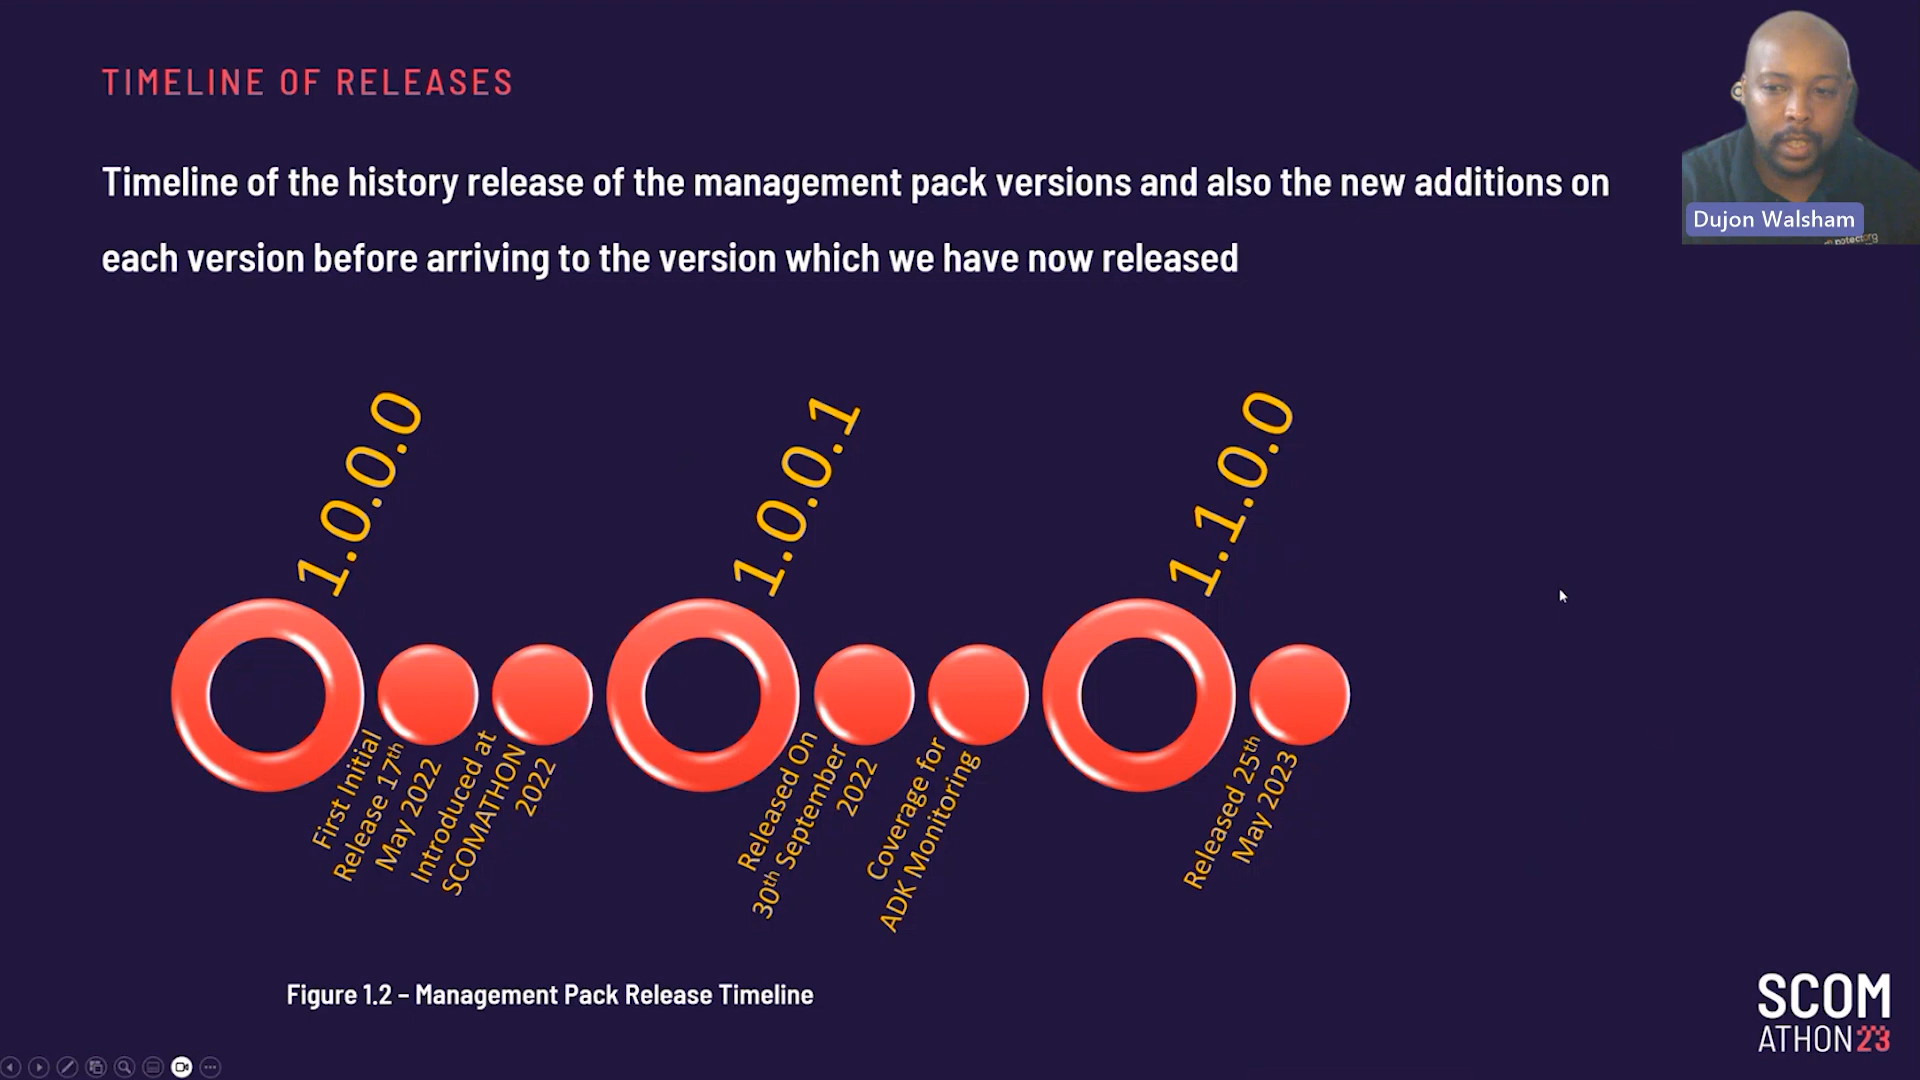 TIMELINE OF RELEASES
Timeline of the history release of the management pack versions and also the new additions on
each version before arriving to the version which we have now released
Dujon Walsham
1.0.0.0
1.0.0.1
1.1.0.0
First Initial
Release 17th
May 2022
Introduced at
SCOMATHON
2022
Released On
30th September
2022
Coverage for
ADK Monitoring
Released 25th
May 2023
Figure 1.2 – Management Pack Release Timeline
SCOM
ATHON23